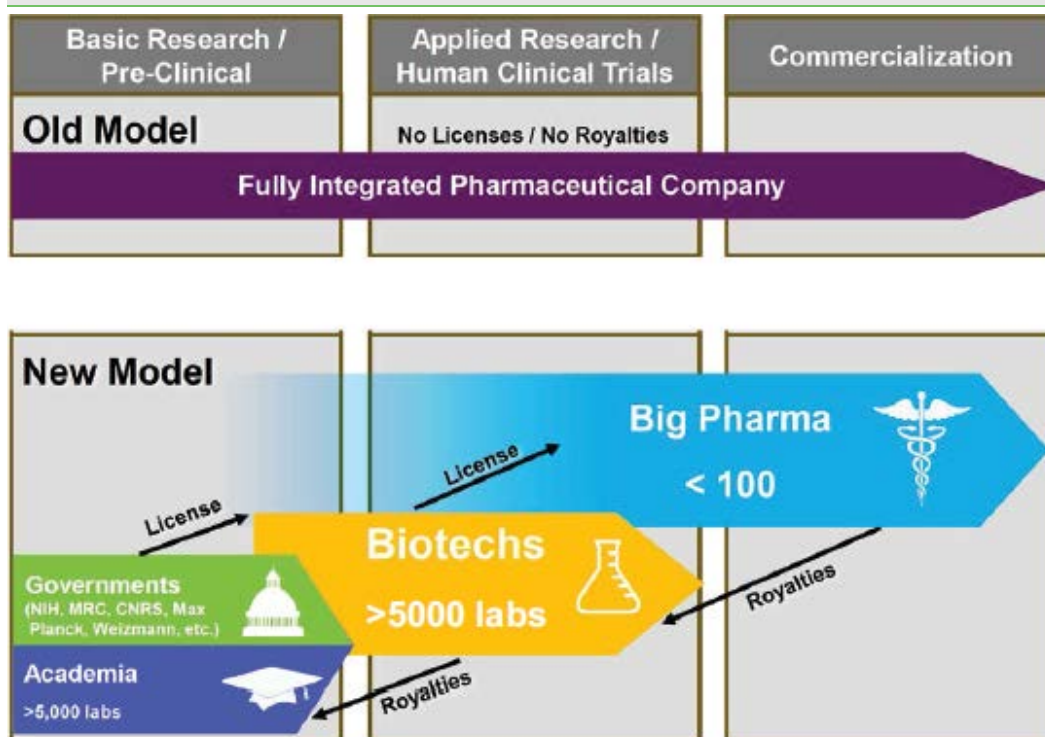 Basic Research /
Pre-Clinical
Applied Research /
Human Clinical Trials
Commercialization
Old Model
No Licenses / No Royalties
Fully Integrated Pharmaceutical Company
New Model
Big Pharma
< 100
License
License
Biotechs
>5000 labs
Royalties
Governments
(NIH, MRC, CNRS, Max
Planck, Weizmann, etc.)
Academia
>5,000 labs
Royalties